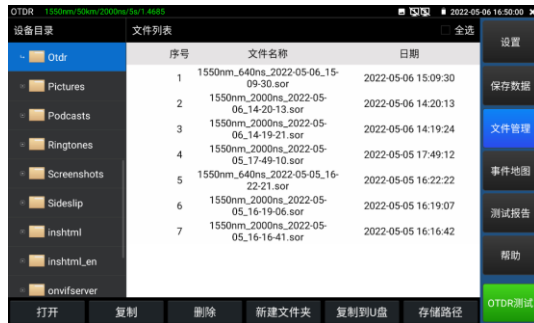 OTDR 1550nm/50km/2000ns/5s/1.4685 2022-05-06 16:50:00
设备目录 文件列表 全选 设置
Otdr
序号 文件名称 日期
1 1550nm_640ns_2022-05-06_15-09-30.sor 2022-05-06 15:09:30
保存数据
Pictures
2 1550nm_2000ns_2022-05-06_14-20-13.sor 2022-05-06 14:20:13
Podcasts
3 1550nm_2000ns_2022-05-06_14-19-21.sor 2022-05-06 14:19:24
文件管理
Ringtones
4 1550nm_2000ns_2022-05-05_17-49-10.sor 2022-05-05 17:49:12
Screenshots
5 1550nm_640ns_2022-05-05_16-22-21.sor 2022-05-05 16:22:22
事件地图
Sideslip
6 1550nm_2000ns_2022-05-05_16-19-06.sor 2022-05-05 16:19:07
测试报告
inshtml
7 1550nm_2000ns_2022-05-05_16-16-41.sor 2022-05-05 16:16:42
inshtml_en
帮助
onvifserver
打开 复制 删除 新建文件夹 复制到U盘 存储路径 OTDR测试